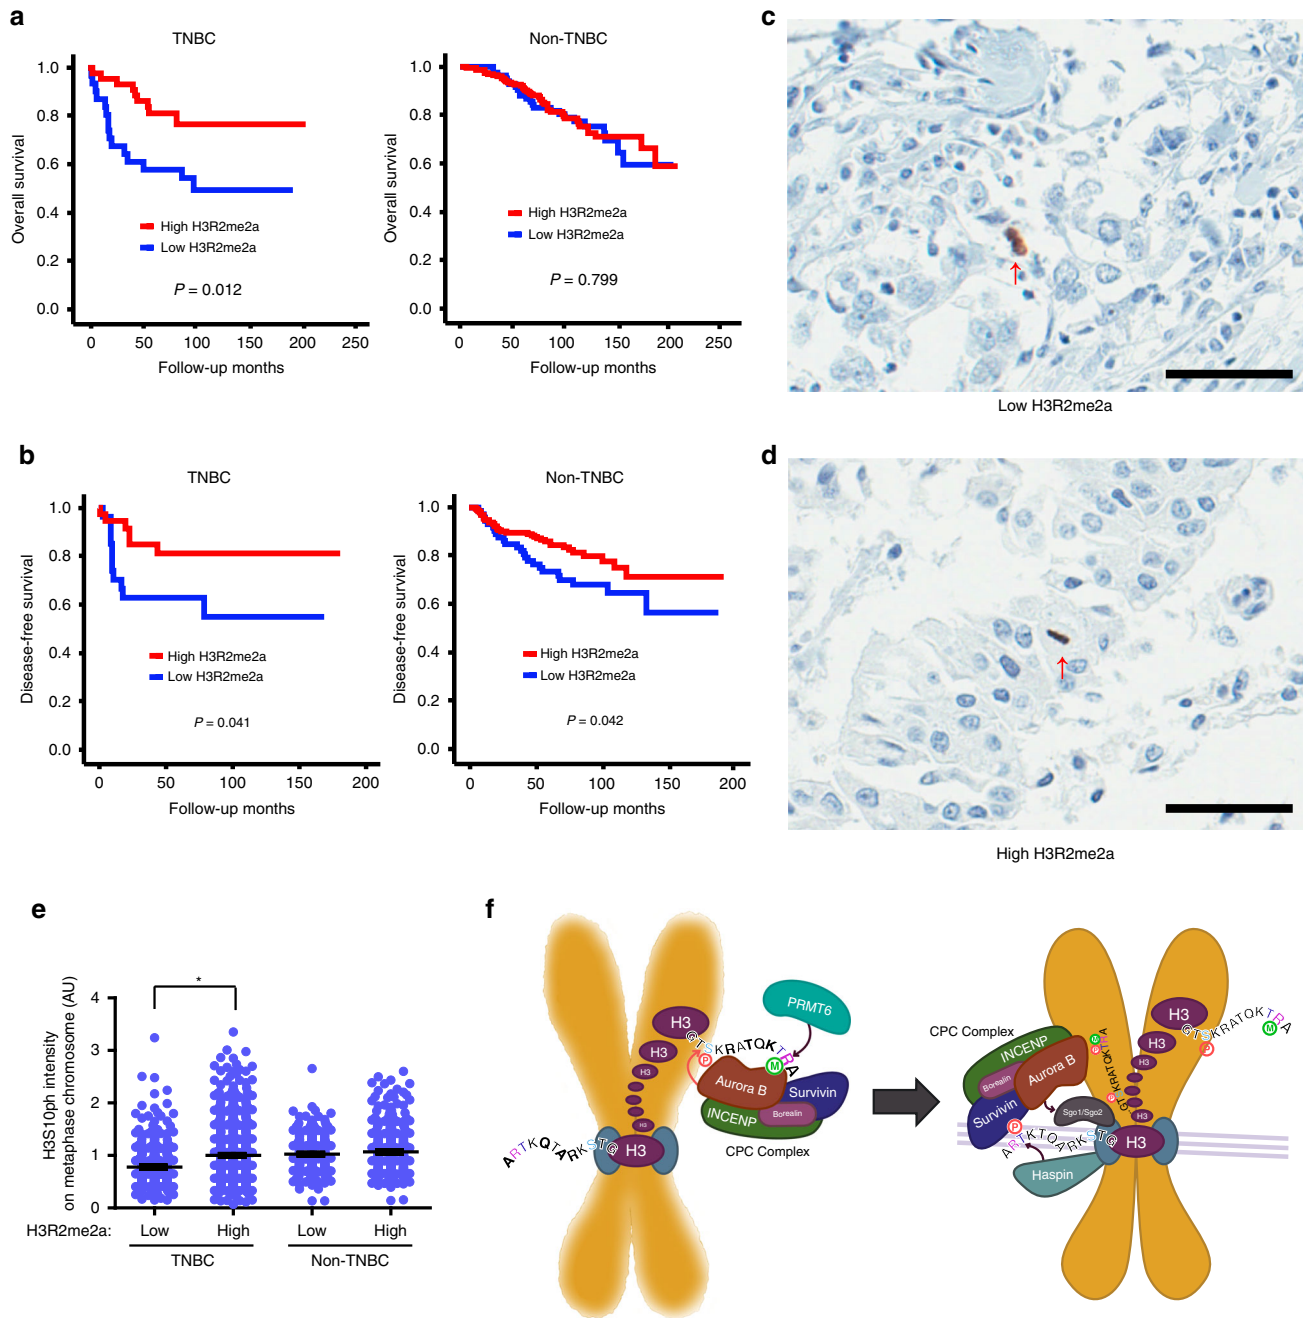 a
TNBC
1.0
0.8
0.6
0.4
0.2
0.0
Overall survival
High H3R2me2a
Low H3R2me2a
P = 0.012
0 50 100 150 200 250
Follow-up months
Non-TNBC
1.0
0.8
0.6
0.4
0.2
0.0
Overall survival
High H3R2me2a
Low H3R2me2a
P = 0.799
0 50 100 150 200 250
Follow-up months
b
TNBC
1.0
0.8
0.6
0.4
0.2
0.0
Disease-free survival
High H3R2me2a
Low H3R2me2a
P = 0.041
0 50 100 150 200
Follow-up months
Non-TNBC
1.0
0.8
0.6
0.4
0.2
0.0
Disease-free survival
High H3R2me2a
Low H3R2me2a
P = 0.042
0 50 100 150 200
Follow-up months
c
Low H3R2me2a
d
High H3R2me2a
e
H3S10ph intensity
on metaphase chromosome (AU)
4
3
2
1
0
*
H3R2me2a: Low High Low High
TNBC Non-TNBC
f
PRMT6
H3
GTSKRATQKTRA
P
M
H3
H3
Aurora B
Survivin
INCENP
Borealin
H3
CPC Complex
ARTKQTARKSTG
H3
CPC Complex
INCENP
Aurora B
Borealin
Survivin
M
P
GTSKRATQKTRA
P
H3
GTSKRATQKTRA
M
P
H3
H3
Sgo1/Sgo2
H3
P
ARTKTQARKSTG
H3
Haspin